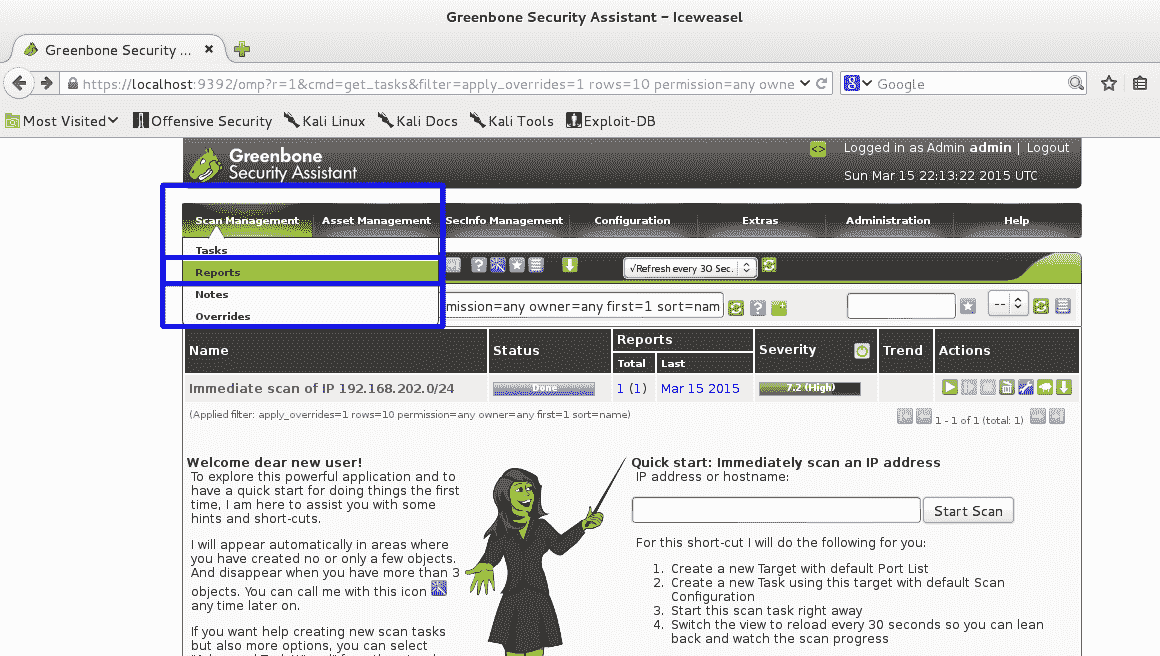 Greenbone Security Assistant - Iceweasel
Greenbone Security ...
https://localhost:9392/omp?r=1&cmd=get_tasks&filter=apply_overrides=1 rows=10 permission=any owne
Google
Most Visited
Offensive Security
Kali Linux
Kali Docs
Kali Tools
Exploit-DB
Greenbone
Security Assistant
Logged in as Admin admin | Logout
Sun Mar 15 22:13:22 2015 UTC
Scan Management
Asset Management
SecInfo Management
Configuration
Extras
Administration
Help
Tasks
Reports
Notes
Overrides
√Refresh every 30 Sec.
mission=any owner=any first=1 sort=nam
--
Name
Status
Reports
Total
Last
Severity
Trend
Actions
Immediate scan of IP 192.168.202.0/24
Done
1 (1)
Mar 15 2015
7.2 (High)
(Applied filter: apply_overrides=1 rows=10 permission=any owner=any first=1 sort=name)
1 - 1 of 1 (total: 1)
Welcome dear new user!
To explore this powerful application and to
have a quick start for doing things the first
time, I am here to assist you with some
hints and short-cuts.
I will appear automatically in areas where
you have created no or only a few objects.
And disappear when you have more than 3
objects. You can call me with this icon
any time later on.
If you want help creating new scan tasks
but also more options, you can select
Quick start: Immediately scan an IP address
IP address or hostname:
Start Scan
For this short-cut I will do the following for you:
1. Create a new Target with default Port List
2. Create a new Task using this target with default Scan
Configuration
3. Start this scan task right away
4. Switch the view to reload every 30 seconds so you can lean
back and watch the scan progress